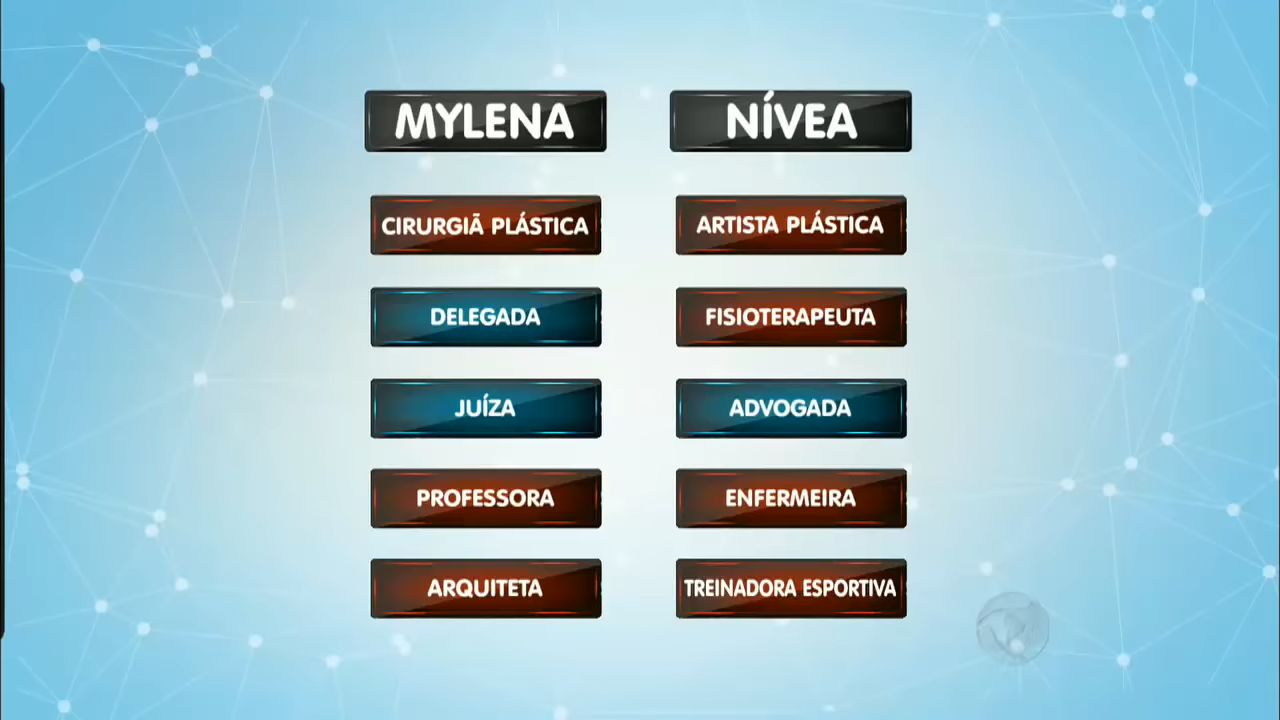 MYLENA
CIRURGIÃ PLÁSTICA
DELEGADA
JUÍZA
PROFESSORA
ARQUITETA
NÍVEA
ARTISTA PLÁSTICA
FISIOTERAPEUTA
ADVOGADA
ENFERMEIRA
TREINADORA ESPORTIVA